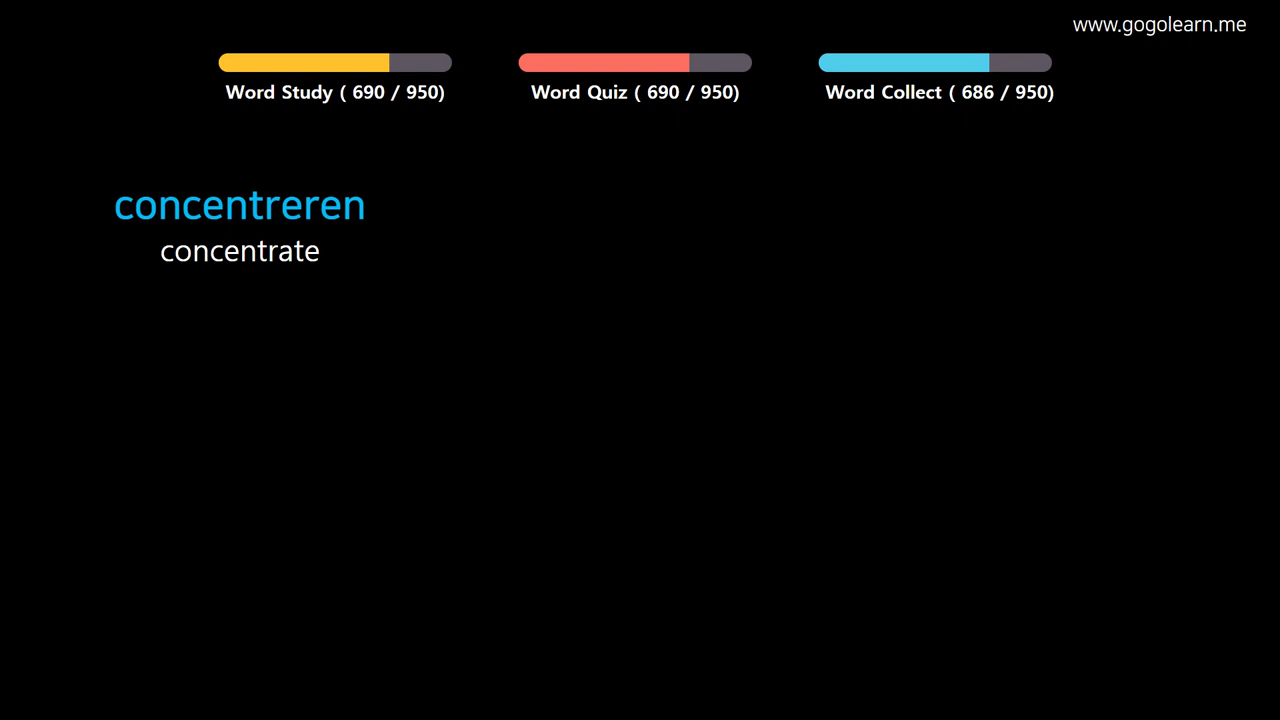 www.gogolearn.me
Word Study ( 690 / 950)
Word Quiz ( 690 / 950)
Word Collect ( 686 / 950)
concentreren
concentrate